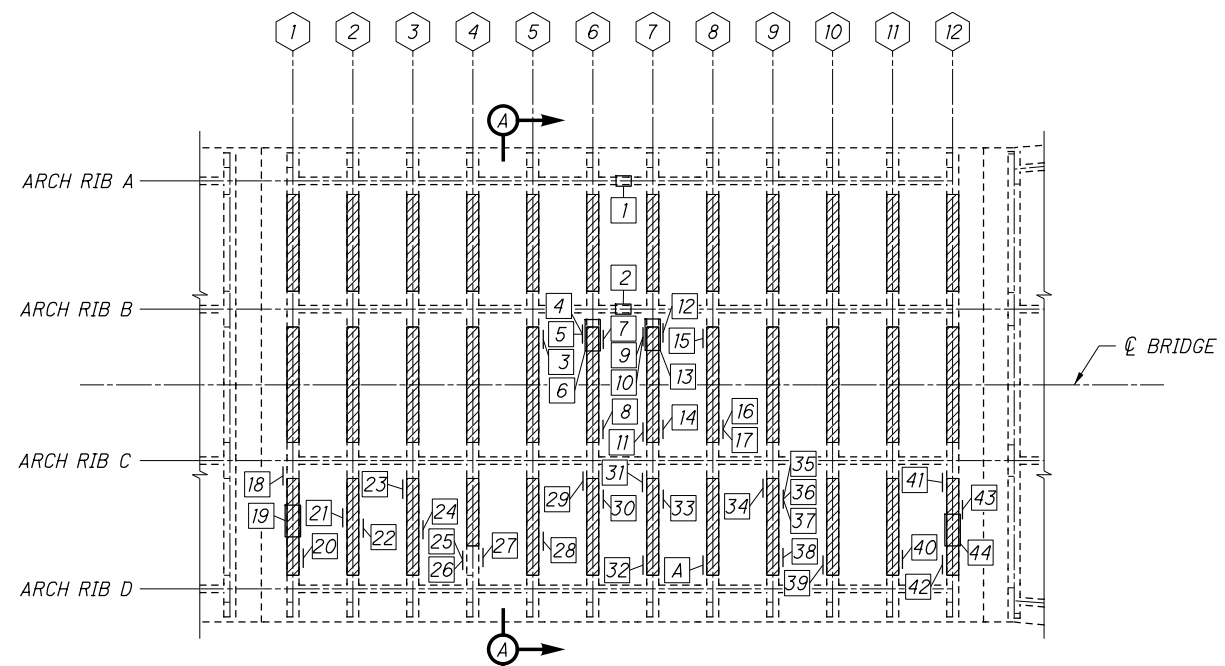 1 2 3 4 5 6 7 8 9 10 11 12
A
ARCH RIB A
1
2
ARCH RIB B
4 12
5 7 15
3 9
6 10 13
℄ BRIDGE
8 14 16
11 17
ARCH RIB C
18 23 29 31 34 35 41
19 21 24 30 33 36 43
22 25 37
20 26 27 28 32 A 38 40 44
39 42
ARCH RIB D
A